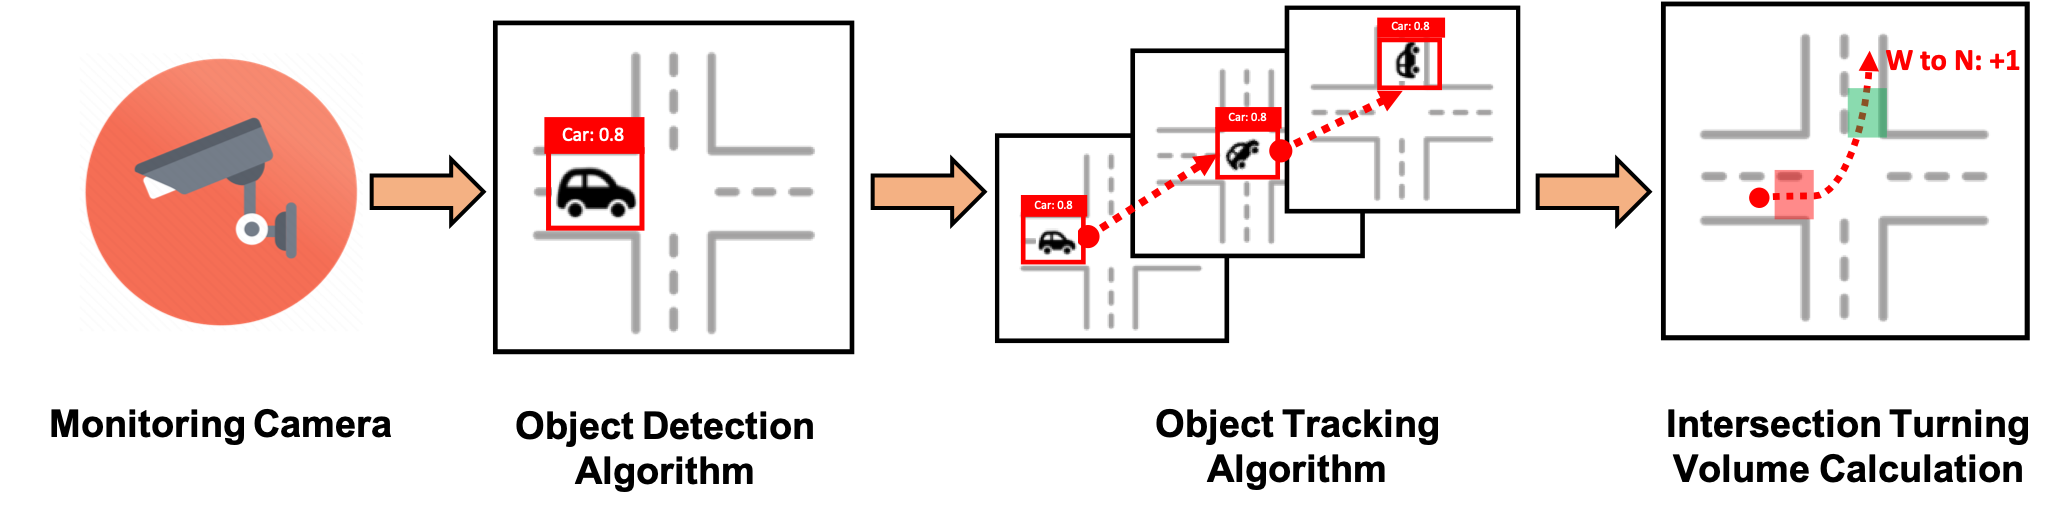 Car: 0.8
Car: 0.8
Car: 0.8
Car: 0.8
W to N: +1
Monitoring Camera
Object Detection
Algorithm
Object Tracking
Algorithm
Intersection Turning
Volume Calculation